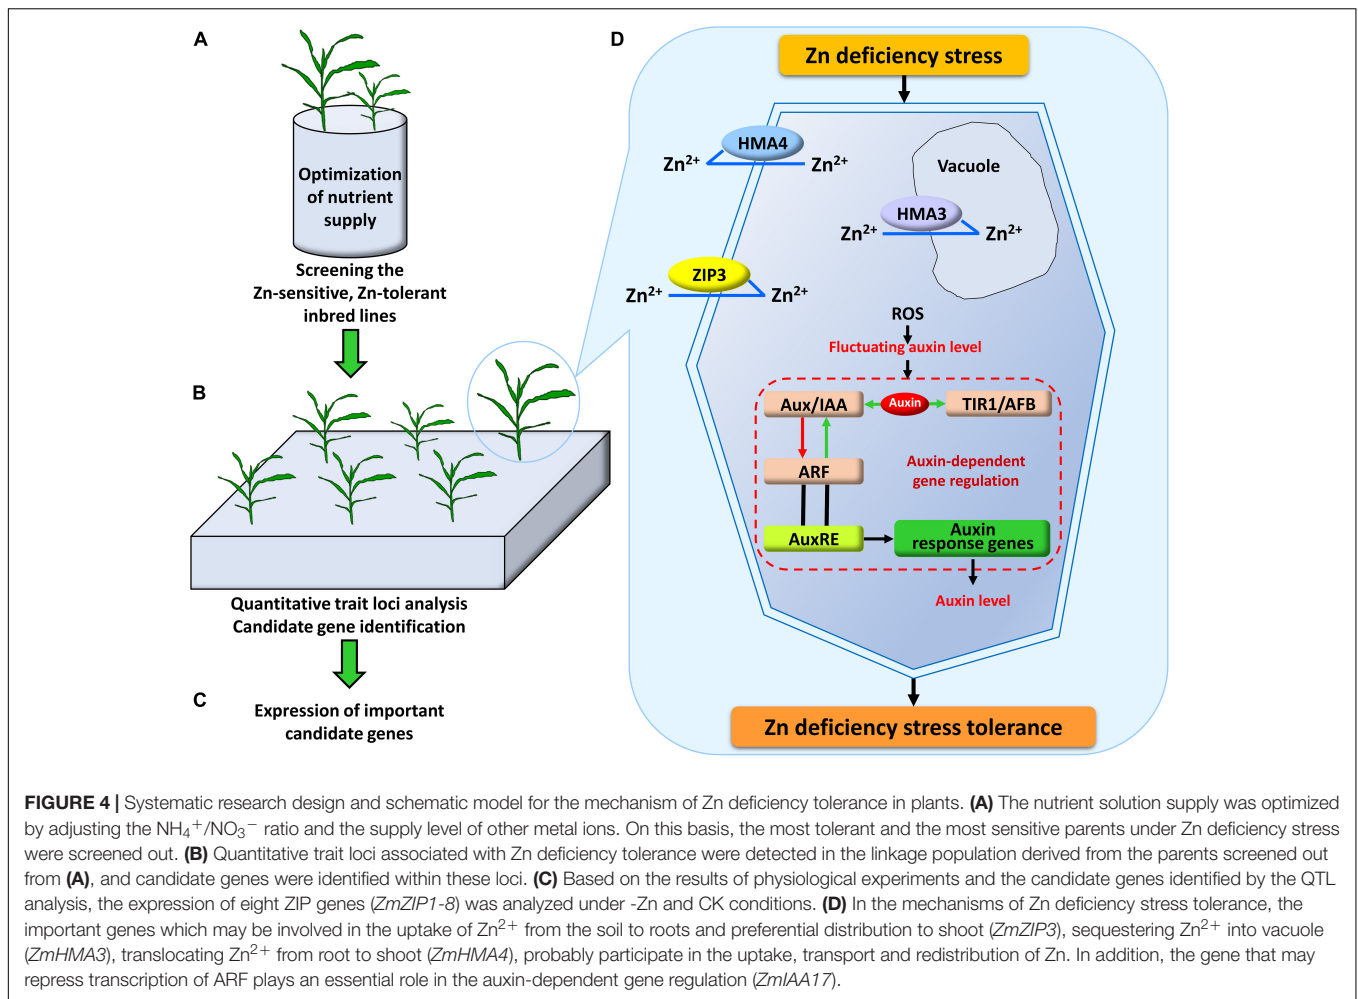 A
Optimization
of nutrient
supply
Screening the
Zn-sensitive, Zn-tolerant
inbred lines
B
Quantitative trait loci analysis
Candidate gene identification
C
Expression of important
candidate genes
D
Zn deficiency stress
HMA4
Zn²⁺ Zn²⁺
Vacuole
HMA3
Zn²⁺ Zn²⁺
ZIP3
Zn²⁺ Zn²⁺
ROS
Fluctuating auxin level
Aux/IAA Auxin TIR1/AFB
ARF
Auxin-dependent
gene regulation
AuxRE
Auxin
response genes
Auxin level
Zn deficiency stress tolerance
FIGURE 4 | Systematic research design and schematic model for the mechanism of Zn deficiency tolerance in plants. (A) The nutrient solution supply was optimized
by adjusting the NH₄⁺/NO₃⁻ ratio and the supply level of other metal ions. On this basis, the most tolerant and the most sensitive parents under Zn deficiency stress
were screened out. (B) Quantitative trait loci associated with Zn deficiency tolerance were detected in the linkage population derived from the parents screened out
from (A), and candidate genes were identified within these loci. (C) Based on the results of physiological experiments and the candidate genes identified by the QTL
analysis, the expression of eight ZIP genes (ZmZIP1-8) was analyzed under -Zn and CK conditions. (D) In the mechanisms of Zn deficiency stress tolerance, the
important genes which may be involved in the uptake of Zn²⁺ from the soil to roots and preferential distribution to shoot (ZmZIP3), sequestering Zn²⁺ into vacuole
(ZmHMA3), translocating Zn²⁺ from root to shoot (ZmHMA4), probably participate in the uptake, transport and redistribution of Zn. In addition, the gene that may
repress transcription of ARF plays an essential role in the auxin-dependent gene regulation (ZmIAA17).